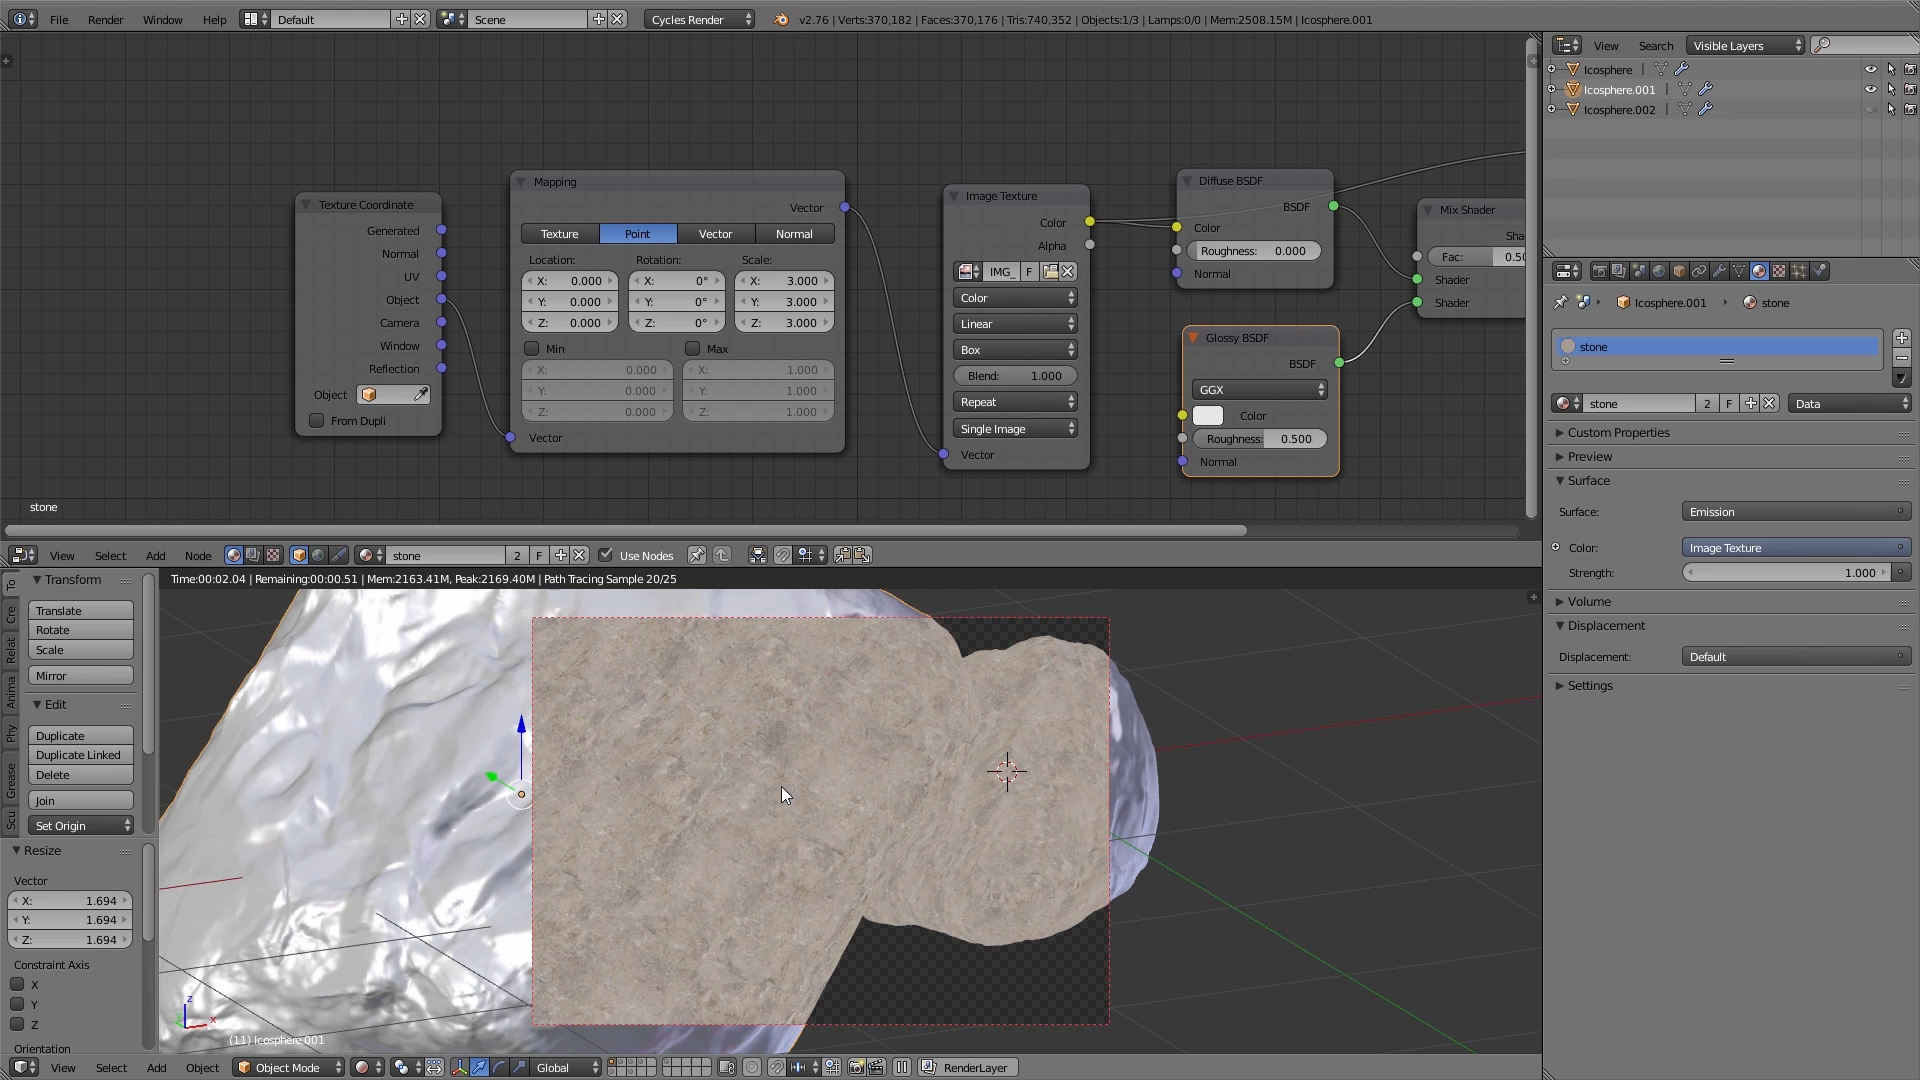 File Render Window Help Default Scene Cycles Render v2.76 | Verts:370,182 | Faces:370,176 | Tris:740,352 | Objects:1/3 | Lamps:0/0 | Mem:2508.15M | Icosphere.001
Texture Coordinate
Generated
Normal
UV
Object
Camera
Window
Reflection
Object
From Dupli
Mapping
Vector
Texture Point Vector Normal
Location: Rotation: Scale:
X: 0.000 X: 0° X: 3.000
Y: 0.000 Y: 0° Y: 3.000
Z: 0.000 Z: 0° Z: 3.000
Min Max
X: 0.000 X: 1.000
Y: 0.000 Y: 1.000
Z: 0.000 Z: 1.000
Vector
Image Texture
Color
Alpha
IMG_ F
Color
Linear
Box
Blend: 1.000
Repeat
Single Image
Vector
Diffuse BSDF
BSDF
Color
Roughness: 0.000
Normal
Glossy BSDF
BSDF
GGX
Color
Roughness: 0.500
Normal
Mix Shader
Sha
Fac: 0.50
Shader
Shader
stone
View Select Add Node stone 2 F Use Nodes
Time:00:02.04 | Remaining:00:00.51 | Mem:2163.41M, Peak:2169.40M | Path Tracing Sample 20/25
To
Cre
Relat
Anima
Phy
Grease
Scu
Transform
Translate
Rotate
Scale
Mirror
Edit
Duplicate
Duplicate Linked
Delete
Join
Set Origin
Resize
Vector
X: 1.694
Y: 1.694
Z: 1.694
Constraint Axis
X
Y
Z
Orientation
z
x
(11) Icosphere.001
View Select Add Object Object Mode Global RenderLayer
View Search Visible Layers
Icosphere |
Icosphere.001 |
Icosphere.002 |
Icosphere.001 stone
stone
stone 2 F Data
Custom Properties
Preview
Surface
Surface: Emission
Color: Image Texture
Strength: 1.000
Volume
Displacement
Displacement: Default
Settings